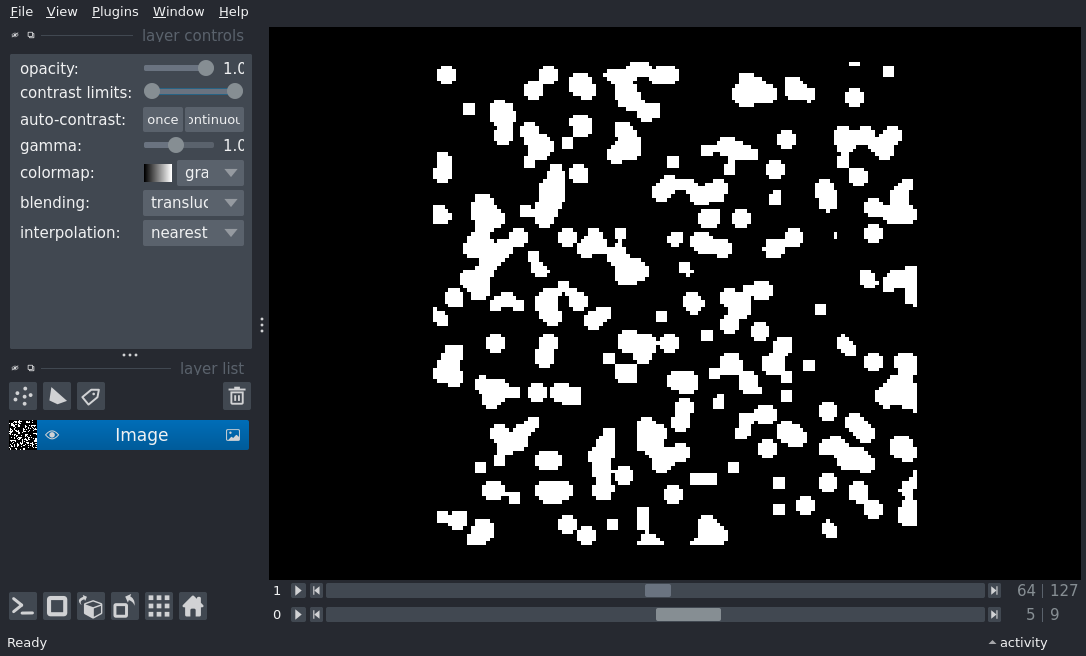 File View Plugins Window Help
layer controls
opacity: 1.0
contrast limits:
auto-contrast: once ontinuou
gamma: 1.0
colormap: gra
blending: transluc
interpolation: nearest
layer list
Image
1 64 | 127
0 5 | 9
Ready activity